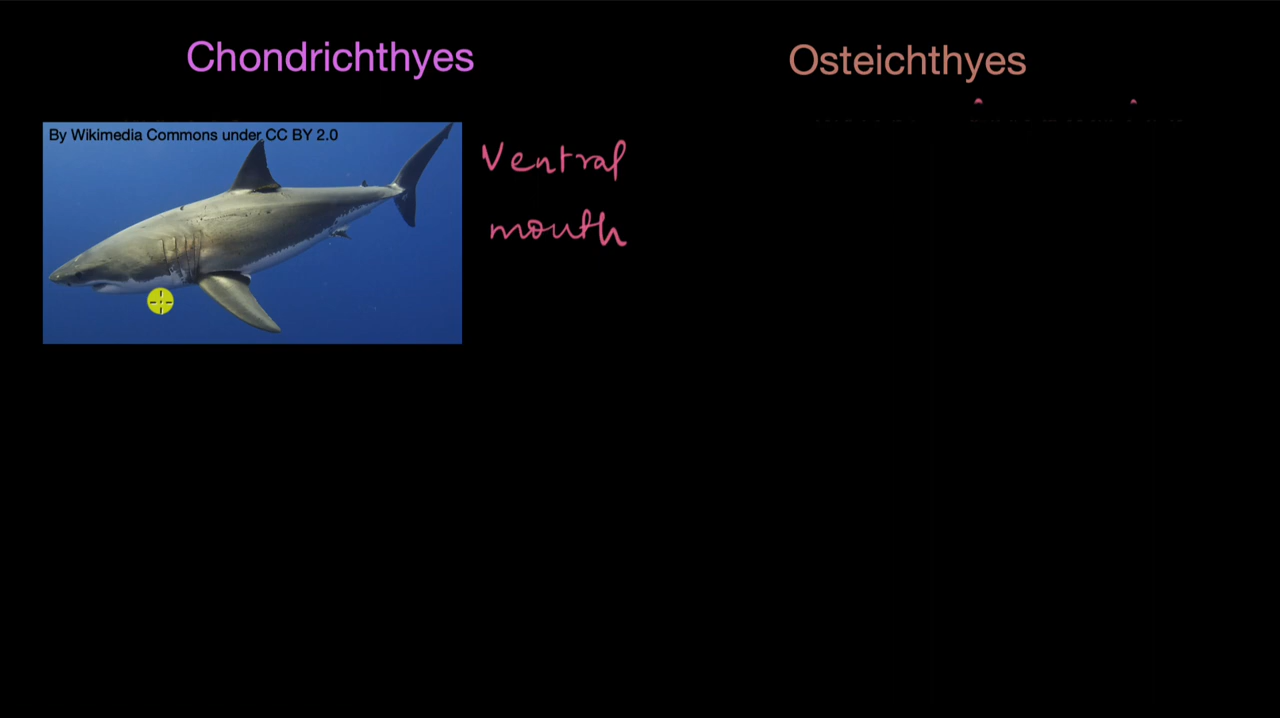 Chondrichthyes
Osteichthyes
By Wikimedia Commons under CC BY 2.0
Ventral
mouth